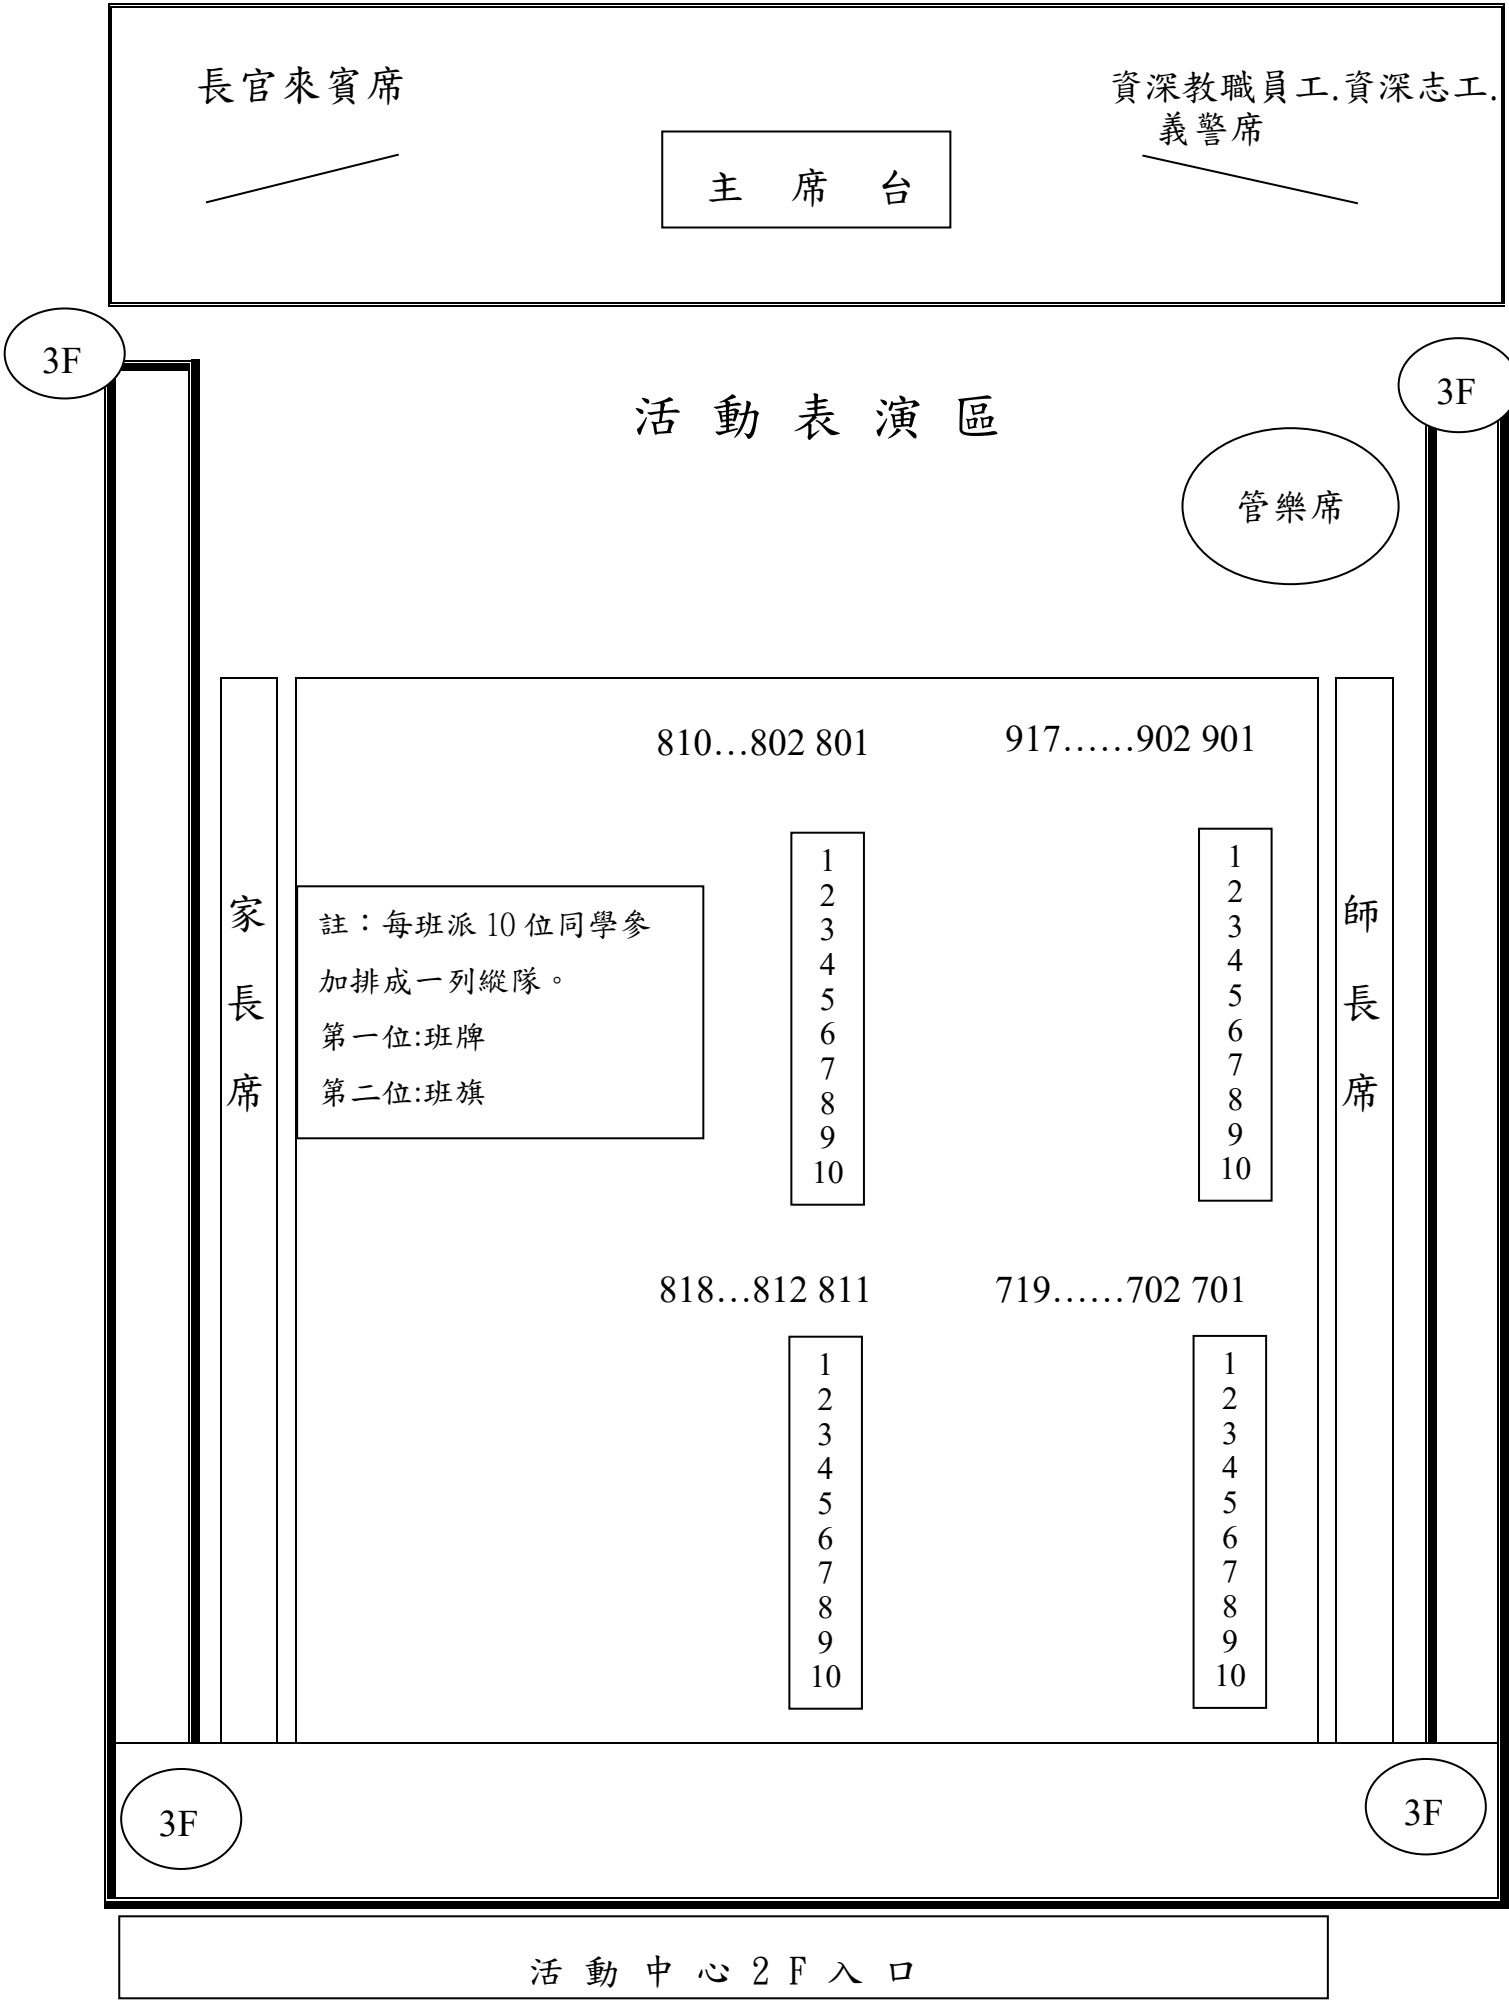 長官來賓席
資深教職員工.資深志工.
義警席
主 席 台
3F
3F
活 動 表 演 區
管樂席
810…802 801
917……902 901
家
長
席
註：每班派 10 位同學參
加排成一列縱隊。
第一位:班牌
第二位:班旗
1
2
3
4
5
6
7
8
9
10
1
2
3
4
5
6
7
8
9
10
師
長
席
818…812 811
719……702 701
1
2
3
4
5
6
7
8
9
10
1
2
3
4
5
6
7
8
9
10
3F
3F
活 動 中 心 2 F 入 口